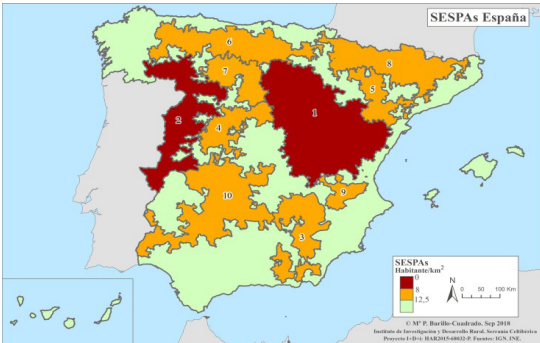 SESPAs España
6
8
7
5
1
2
4
9
10
3
SESPAs
Habitante/km²
0
8
12,5
N
0 25 50 100 Km
© Mª P. Burillo-Cuadrado. Sep 2018
Instituto de Investigación y Desarrollo Rural. Serranía Celtibérica
Proyecto I+D+i: HAR2015-68032-P. Fuentes: IGN. INE.